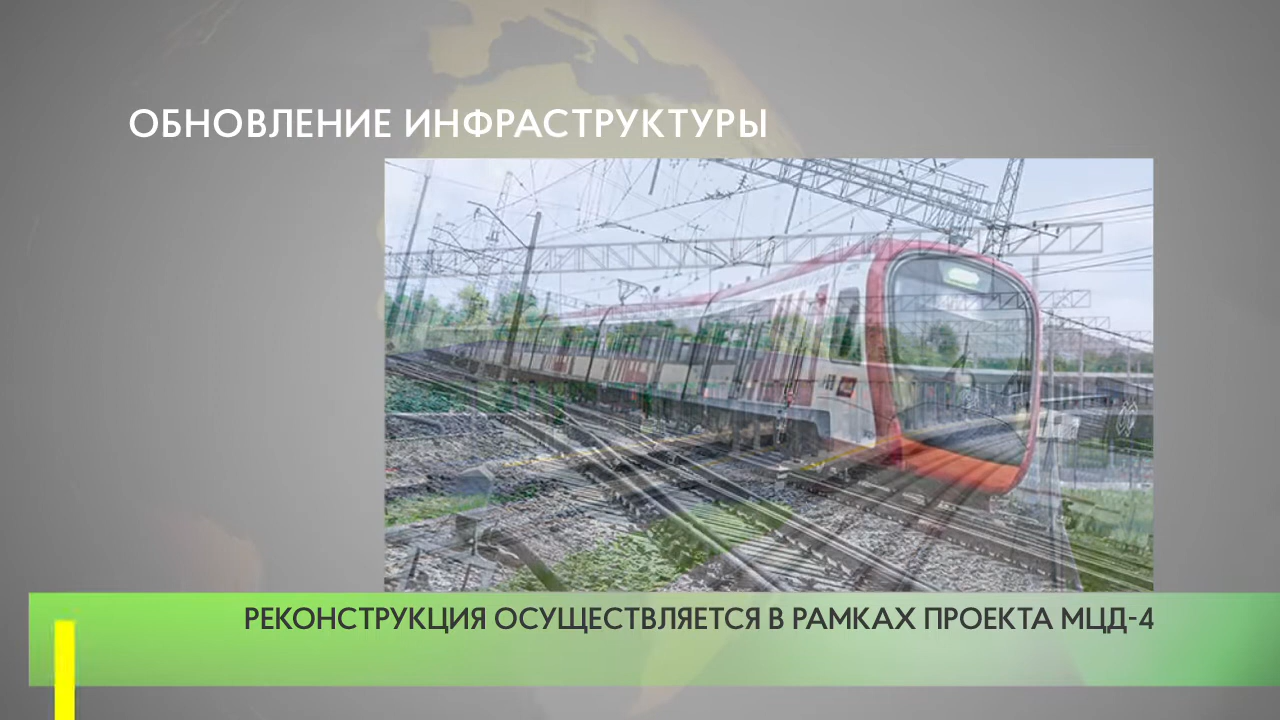 ОБНОВЛЕНИЕ ИНФРАСТРУКТУРЫ
РЕКОНСТРУКЦИЯ ОСУЩЕСТВЛЯЕТСЯ В РАМКАХ ПРОЕКТА МЦД-4